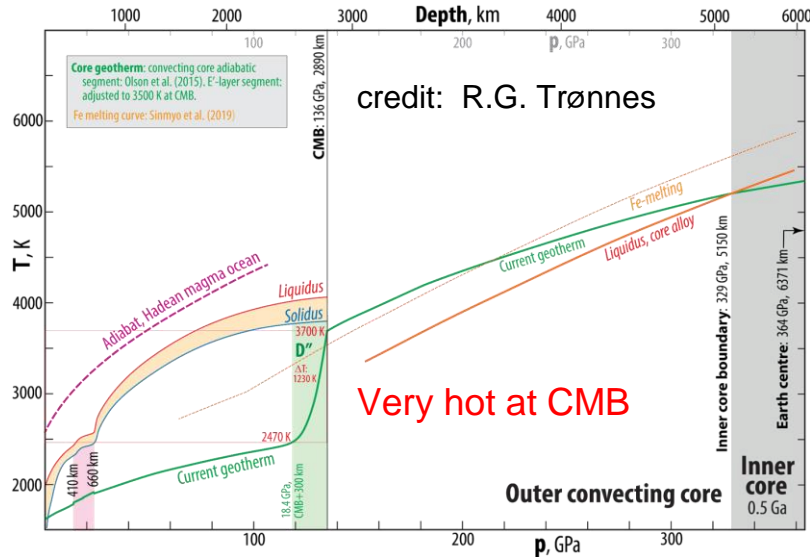 Depth, km
1000 2000 3000 4000 5000 6000
100 200 p, GPa 300
Core geotherm: convecting core adiabatic
segment: Olson et al. (2015). E'-layer segment:
adjusted to 3500 K at CMB.
Fe melting curve: Sinmyo et al. (2019)
CMB: 136 GPa, 2890 km
credit: R.G. Trønnes
6000
5000
4000
3000
2000
T, K
Adiabat, Hadean magma ocean
Liquidus
Solidus
3700 K
D"
ΔT:
1230 K
2470 K
Current geotherm
410 km
660 km
18.4 GPa,
CMB+300 km
Fe-melting
Current geotherm
Liquidus, core alloy
Very hot at CMB
Inner core boundary: 329 GPa, 5150 km
Earth centre: 364 GPa, 6371 km
Outer convecting core
Inner
core
0.5 Ga
100 200 300
p, GPa